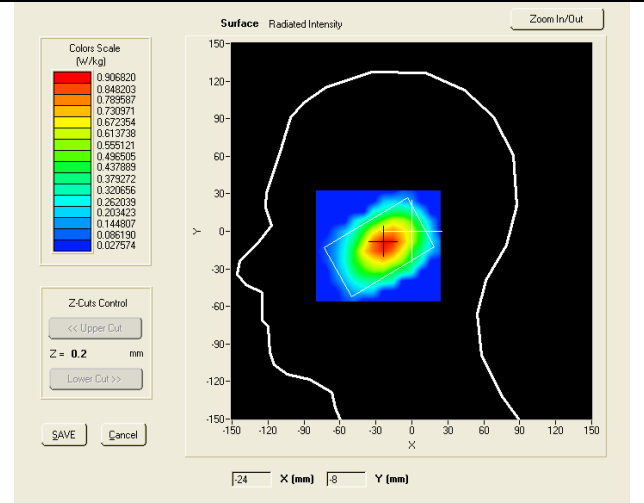 Surface Radiated Intensity
Zoom In/Out
Colors Scale
(W/kg)
0.906820
0.848203
0.789587
0.730971
0.672354
0.613738
0.555121
0.496505
0.437889
0.379272
0.320656
0.262039
0.203423
0.144807
0.086190
0.027574
Z-Cuts Control
<< Upper Cut
Z = 0.2 mm
Lower Cut >>
SAVE Cancel
150-
120-
90-
60-
30-
Y 0-
-30-
-60-
-90-
-120-
-150-
-150 -120 -90 -60 -30 0 30 60 90 120 150
X
-24 X (mm) -8 Y (mm)